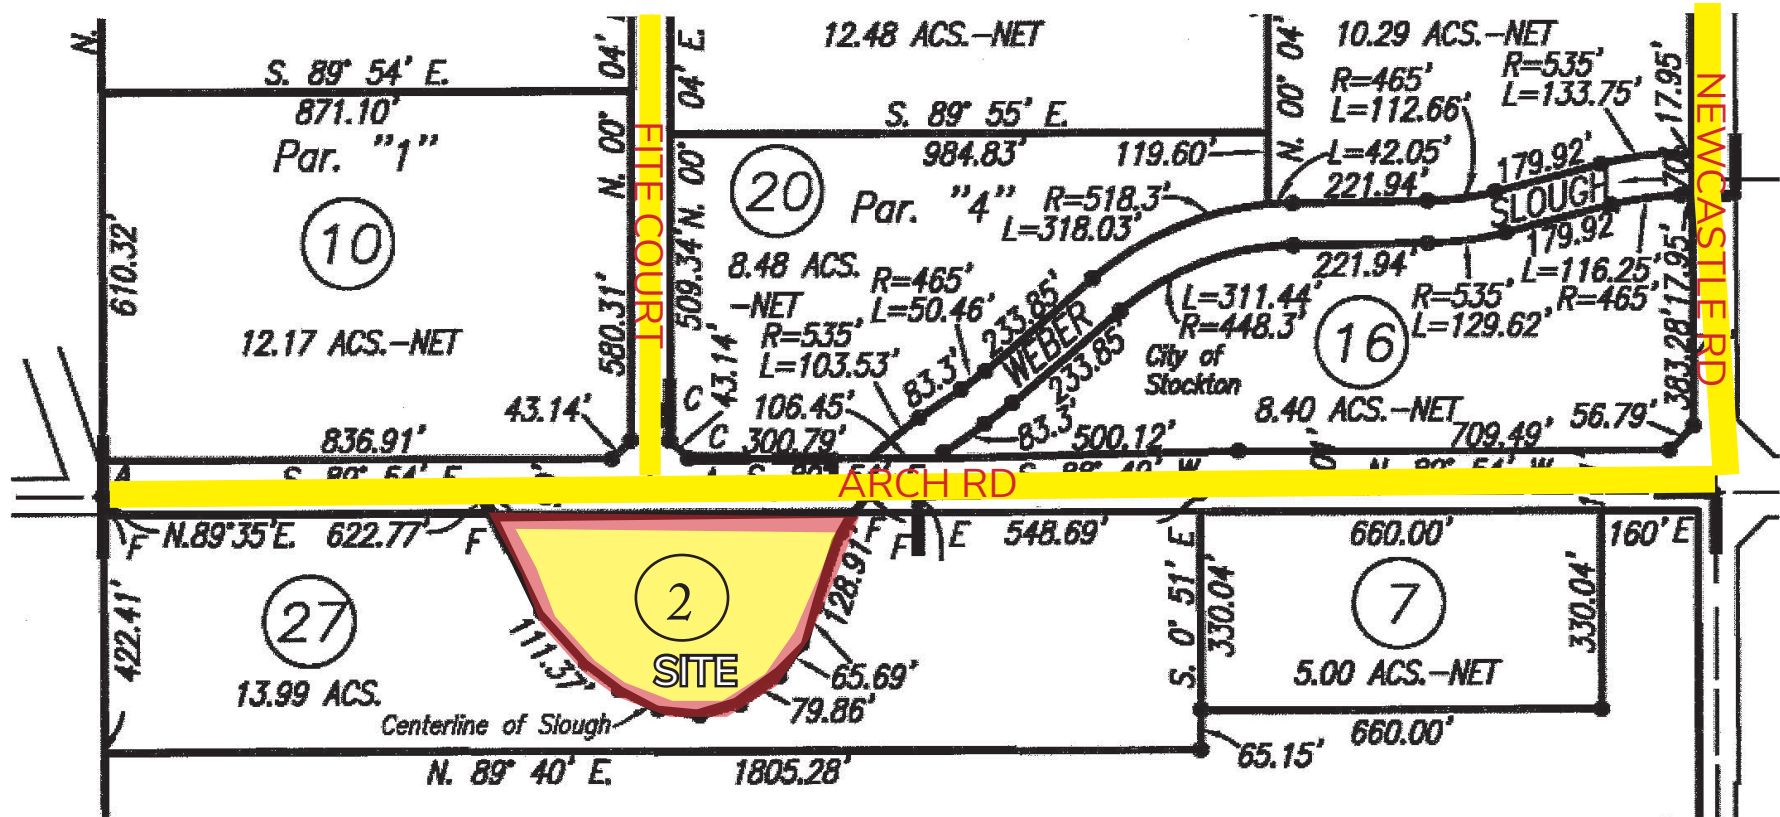 N.
S. 89° 54' E.
871.10'
Par. "1"
10
610.32'
12.17 ACS.-NET
580.31'
N. 00° 04'
43.14'
836.91'
FITE COURT
N. 00° 04' E.
509.34'
43.14'
C
C
12.48 ACS.-NET
S. 89° 55' E.
984.83'
119.60'
20
Par. "4"
8.48 ACS.
-NET
R=518.3'
L=318.03'
R=465'
L=50.46'
R=535'
L=103.53'
106.45'
300.79'
83.3'
233.85'
WEBER
233.85'
83.3'
N. 00° 04'
10.29 ACS.-NET
R=465'
L=112.66'
R=535'
L=133.75'
L=42.05'
221.94'
179.92'
SLOUGH
179.92'
70'
17.95'
17.95'
383.28'
NEWCASTLE RD
221.94'
L=311.44'
R=448.3'
City of
Stockton
16
R=535'
L=129.62'
L=116.25'
R=465'
8.40 ACS.-NET
56.79'
500.12'
709.49'
S. 89° 54' E
S. 88° 49' W
N. 89° 54' W
ARCH RD
F
N.89°35'E.
622.77'
F
F
F
E
548.69'
660.00'
160'
E
27
422.41'
13.99 ACS.
2
SITE
111.37'
128.91'
65.69'
79.86'
Centerline of Slough
S. 0° 51' E
330.04'
7
330.04'
5.00 ACS.-NET
660.00'
65.15'
N. 89° 40' E.
1805.28'